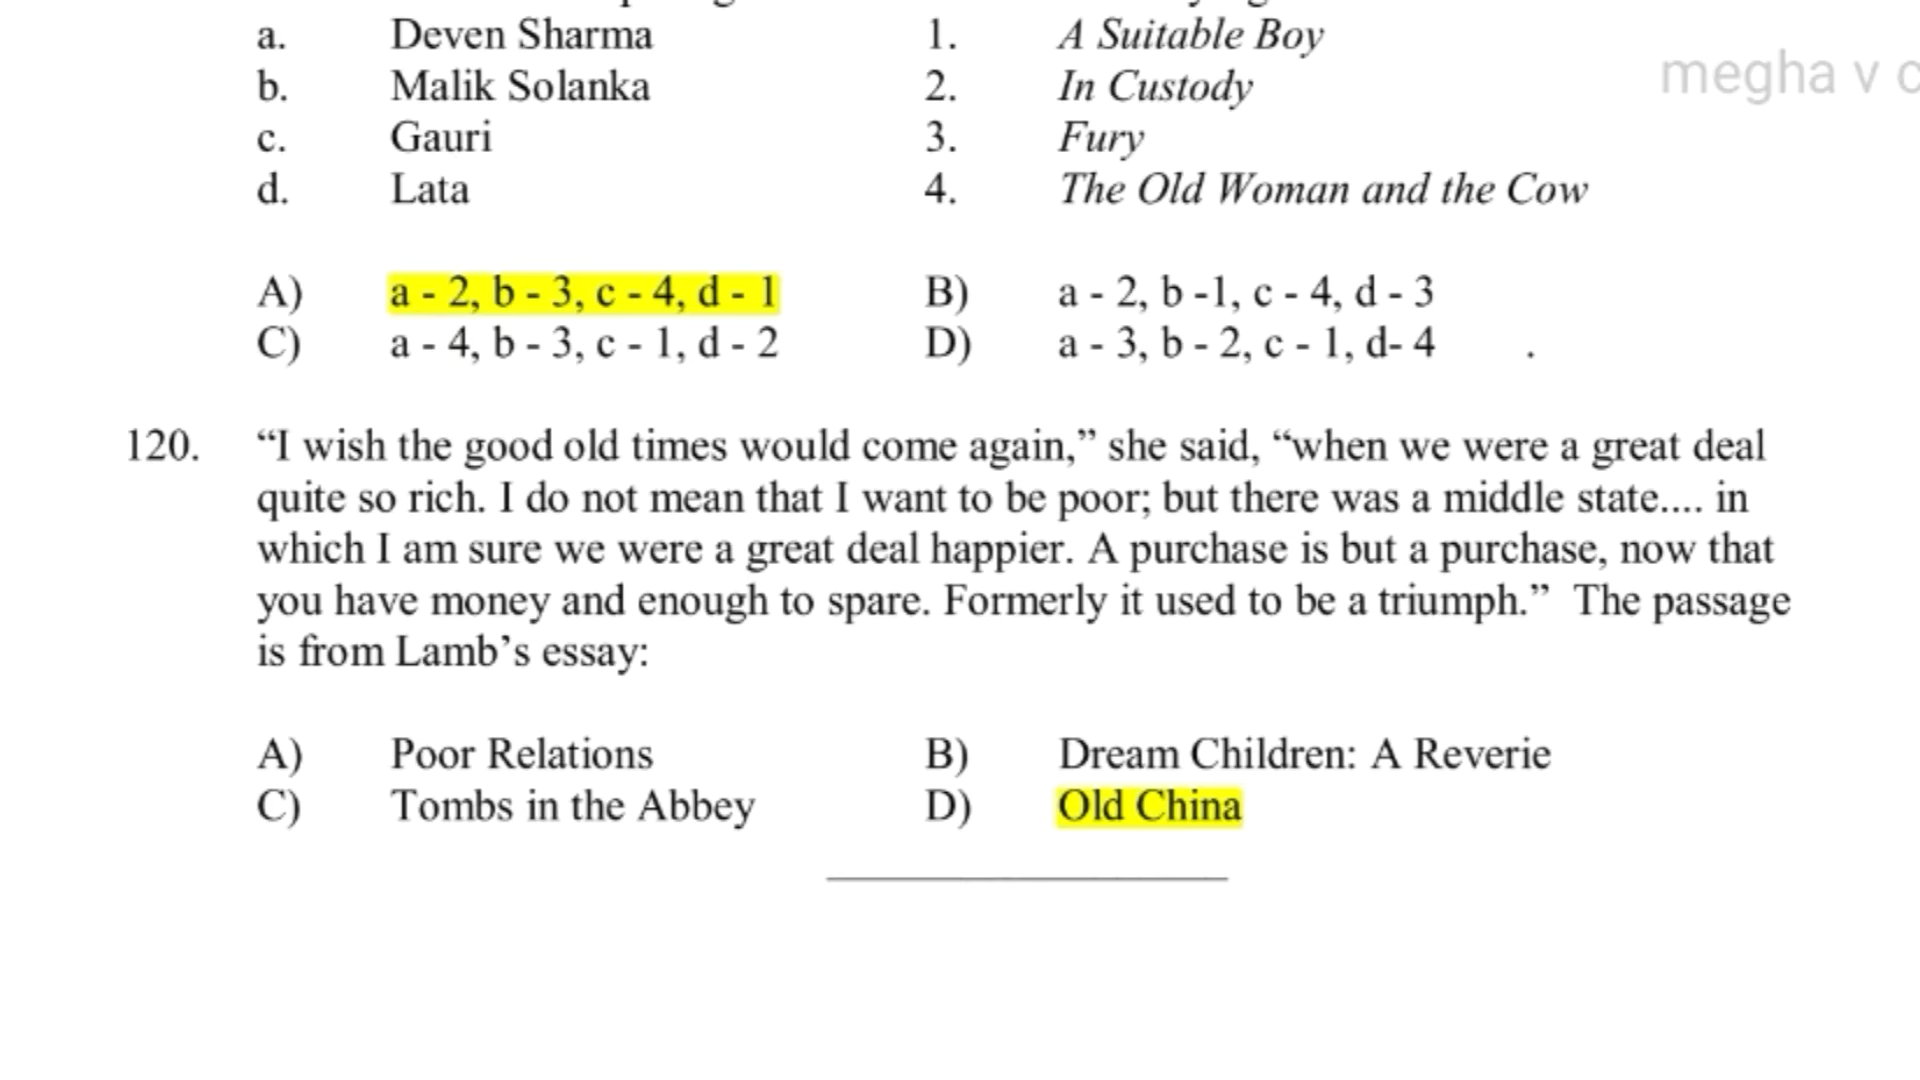 a. Deven Sharma 1. A Suitable Boy
b. Malik Solanka 2. In Custody
c. Gauri 3. Fury
d. Lata 4. The Old Woman and the Cow
megha v c
A) a - 2, b - 3, c - 4, d - 1 B) a - 2, b -1, c - 4, d - 3
C) a - 4, b - 3, c - 1, d - 2 D) a - 3, b - 2, c - 1, d- 4 .
120. “I wish the good old times would come again,” she said, “when we were a great deal
quite so rich. I do not mean that I want to be poor; but there was a middle state.... in
which I am sure we were a great deal happier. A purchase is but a purchase, now that
you have money and enough to spare. Formerly it used to be a triumph.” The passage
is from Lamb’s essay:
A) Poor Relations B) Dream Children: A Reverie
C) Tombs in the Abbey D) Old China